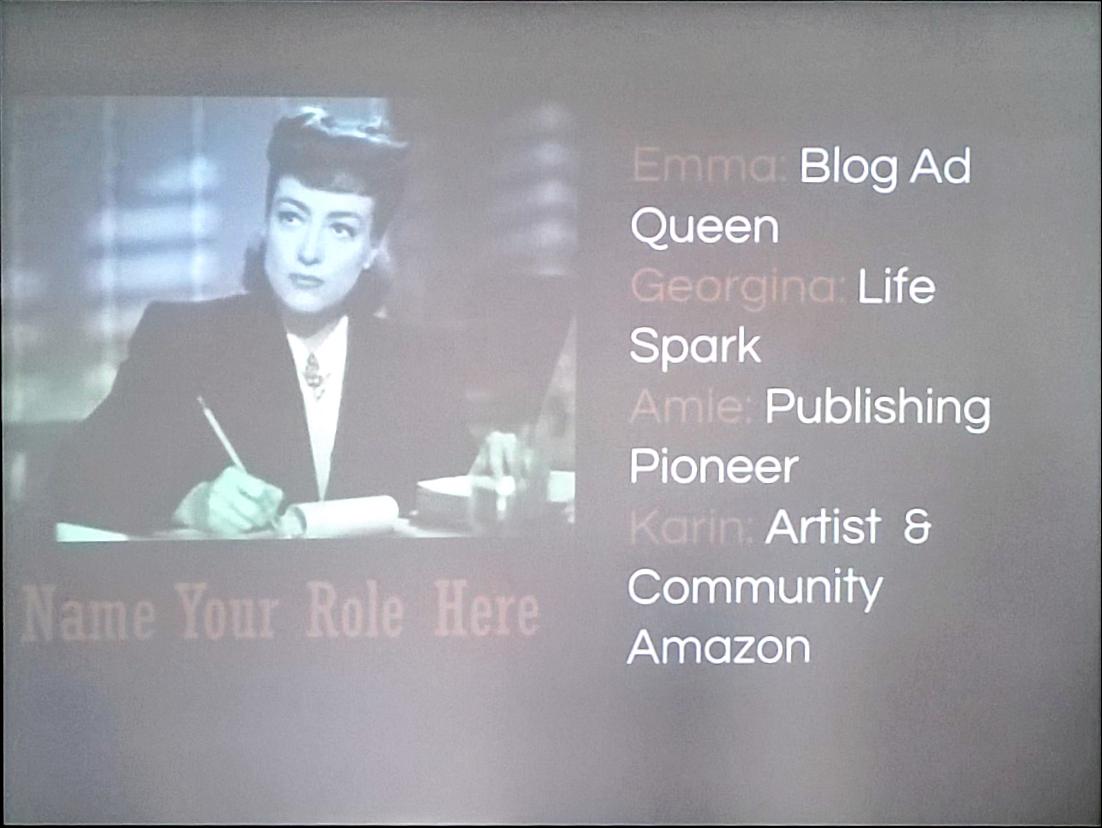 Emma: Blog Ad
Queen
Georgina: Life
Spark
Amie: Publishing
Pioneer
Karin: Artist &
Community
Amazon
Name Your Role Here